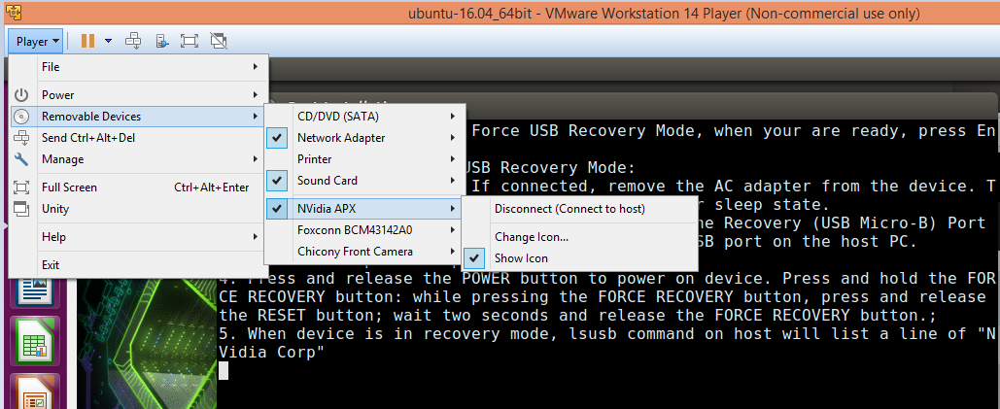 ubuntu-16.04_64bit - VMware Workstation 14 Player (Non-commercial use only)
Player
File
Power
Removable Devices
Send Ctrl+Alt+Del
Manage
Full Screen Ctrl+Alt+Enter
Unity
Help
Exit
CD/DVD (SATA)
Network Adapter
Printer
Sound Card
NVidia APX
Foxconn BCM43142A0
Chicony Front Camera
Disconnect (Connect to host)
Change Icon...
Show Icon
Force USB Recovery Mode, when your are ready, press En
USB Recovery Mode:
If connected, remove the AC adapter from the device. T
r sleep state.
he Recovery (USB Micro-B) Port
SB port on the host PC.
4. Press and release the POWER button to power on device. Press and hold the FOR
CE RECOVERY button: while pressing the FORCE RECOVERY button, press and release
the RESET button; wait two seconds and release the FORCE RECOVERY button.;
5. When device is in recovery mode, lsusb command on host will list a line of "N
Vidia Corp"